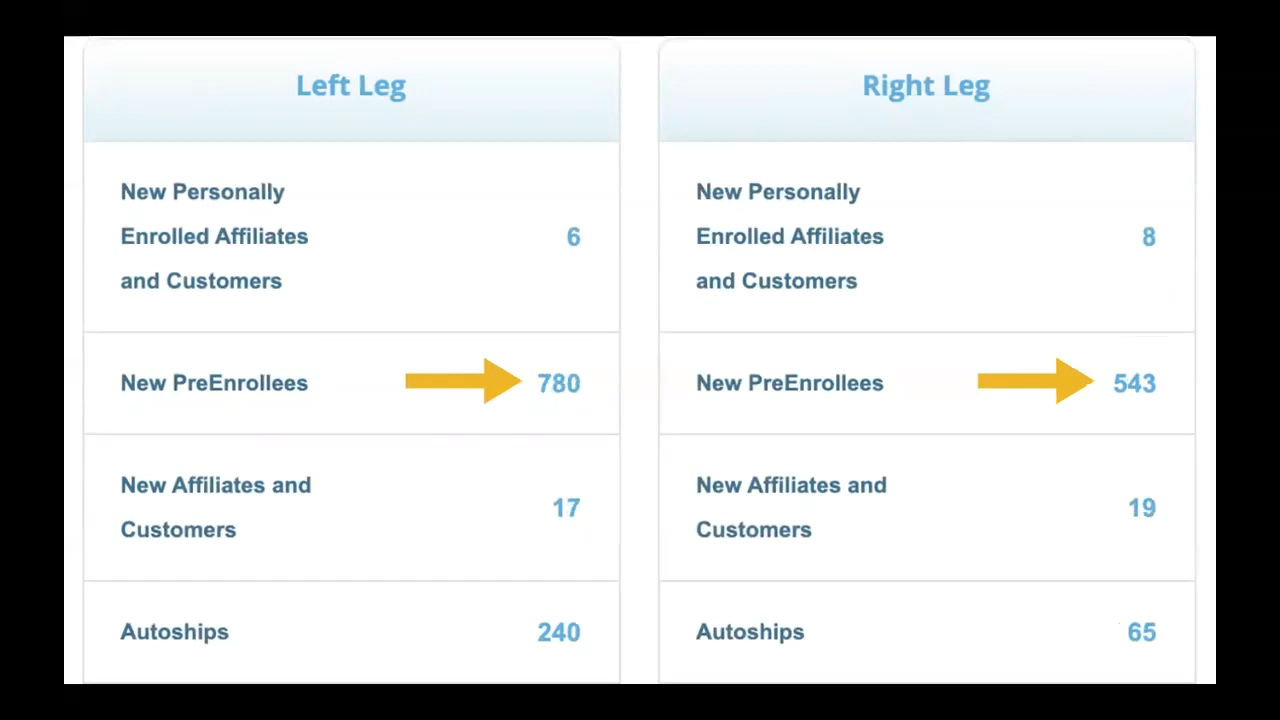 Left Leg
New Personally
Enrolled Affiliates
and Customers
6
New PreEnrollees
780
New Affiliates and
Customers
17
Autoships
240
Right Leg
New Personally
Enrolled Affiliates
and Customers
8
New PreEnrollees
543
New Affiliates and
Customers
19
Autoships
65